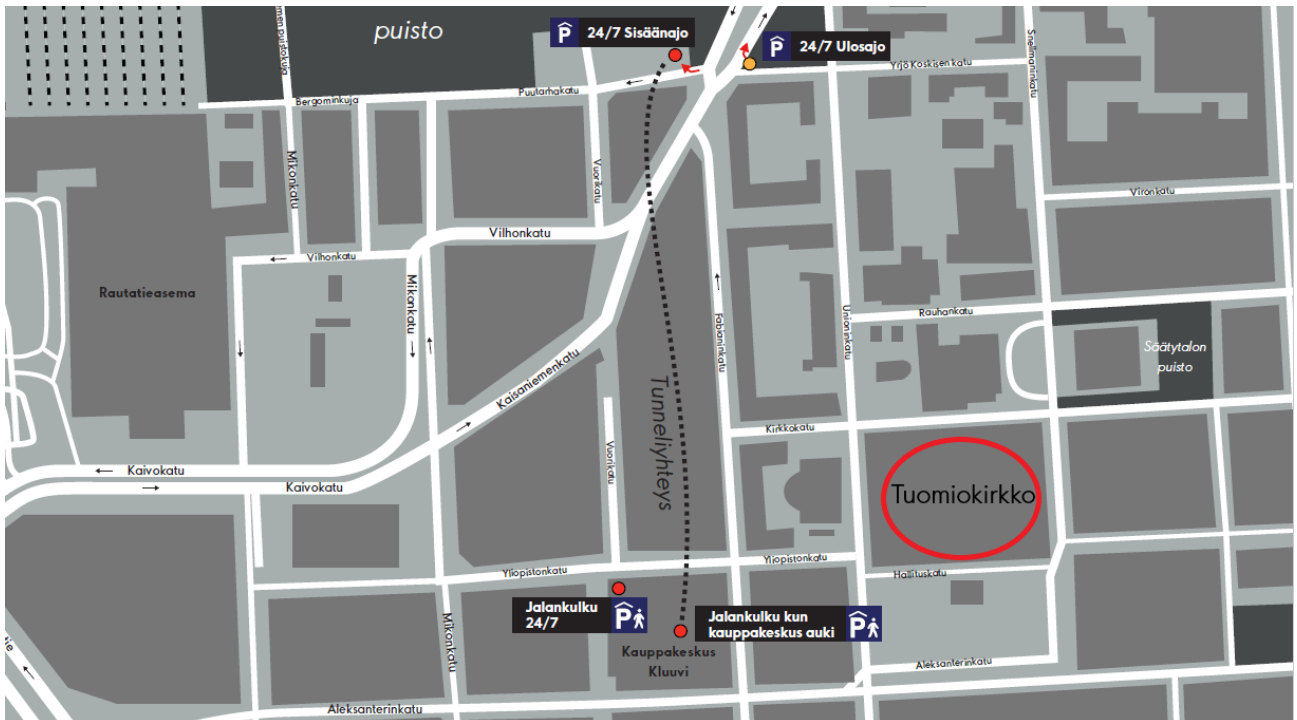 puisto
24/7 Sisäänajo
24/7 Ulosajo
Snellmaninkatu
Yrjö Koskisen katu
Puutarhakatu
Bergominkuja
Mikonkatu
Vuorikatu
Vironkatu
Vilhonkatu
Vilhonkatu
Rautatieasema
Mikonkatu
Fabianinkatu
Unioninkatu
Rauhankatu
Säätytalon
puisto
Kaisaniemenkatu
Tunneliyhteys
Kirkkokatu
Vuorikatu
Kaivokatu
Kaivokatu
Tuomiokirkko
Yliopistonkatu
Yliopistonkatu
Hallituskatu
Jalankulku
24/7
P
Jalankulku kun
kauppakeskus auki
P
Mikonkatu
Kauppakeskus
Kluuvi
Aleksanterinkatu
Aleksanterinkatu
P
P